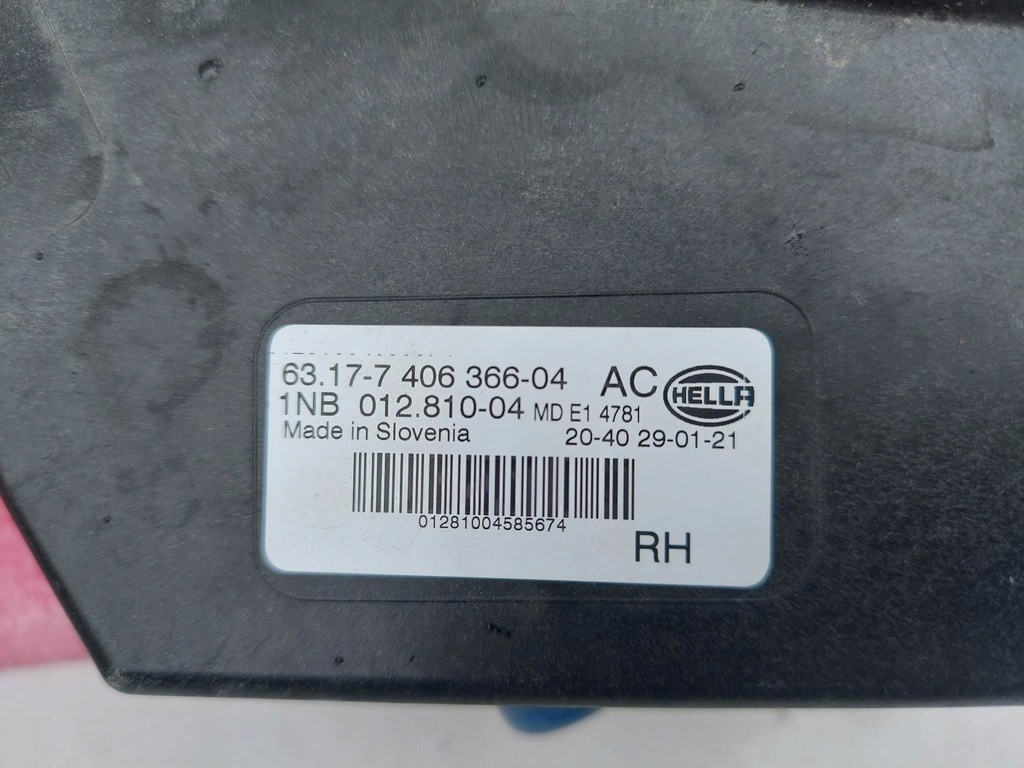 63.17-7 406 366-04 AC HELLA
1NB 012.810-04 MD E1 4781
Made in Slovenia 20-40 29-01-21
01281004585674
RH